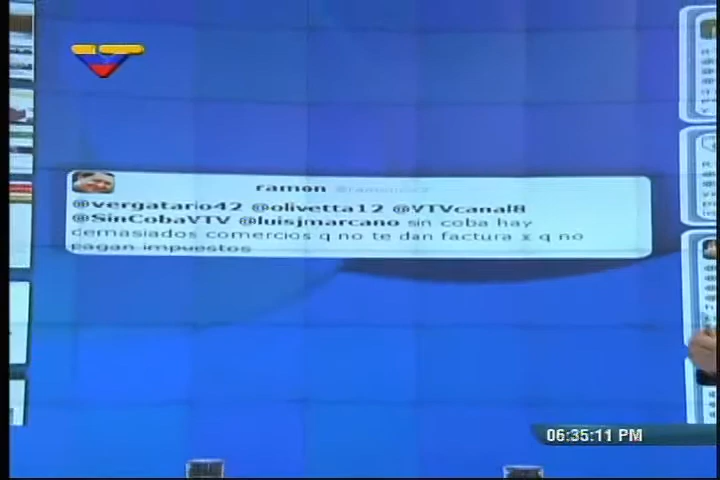 ramon
@vergatario42 @olivetta12 @VTVcanal8
@SinCobaVTV @luisjmarcano sin coba hay
demasiados comercios q no te dan factura x q no
pagan impuestos
06:35:11 PM